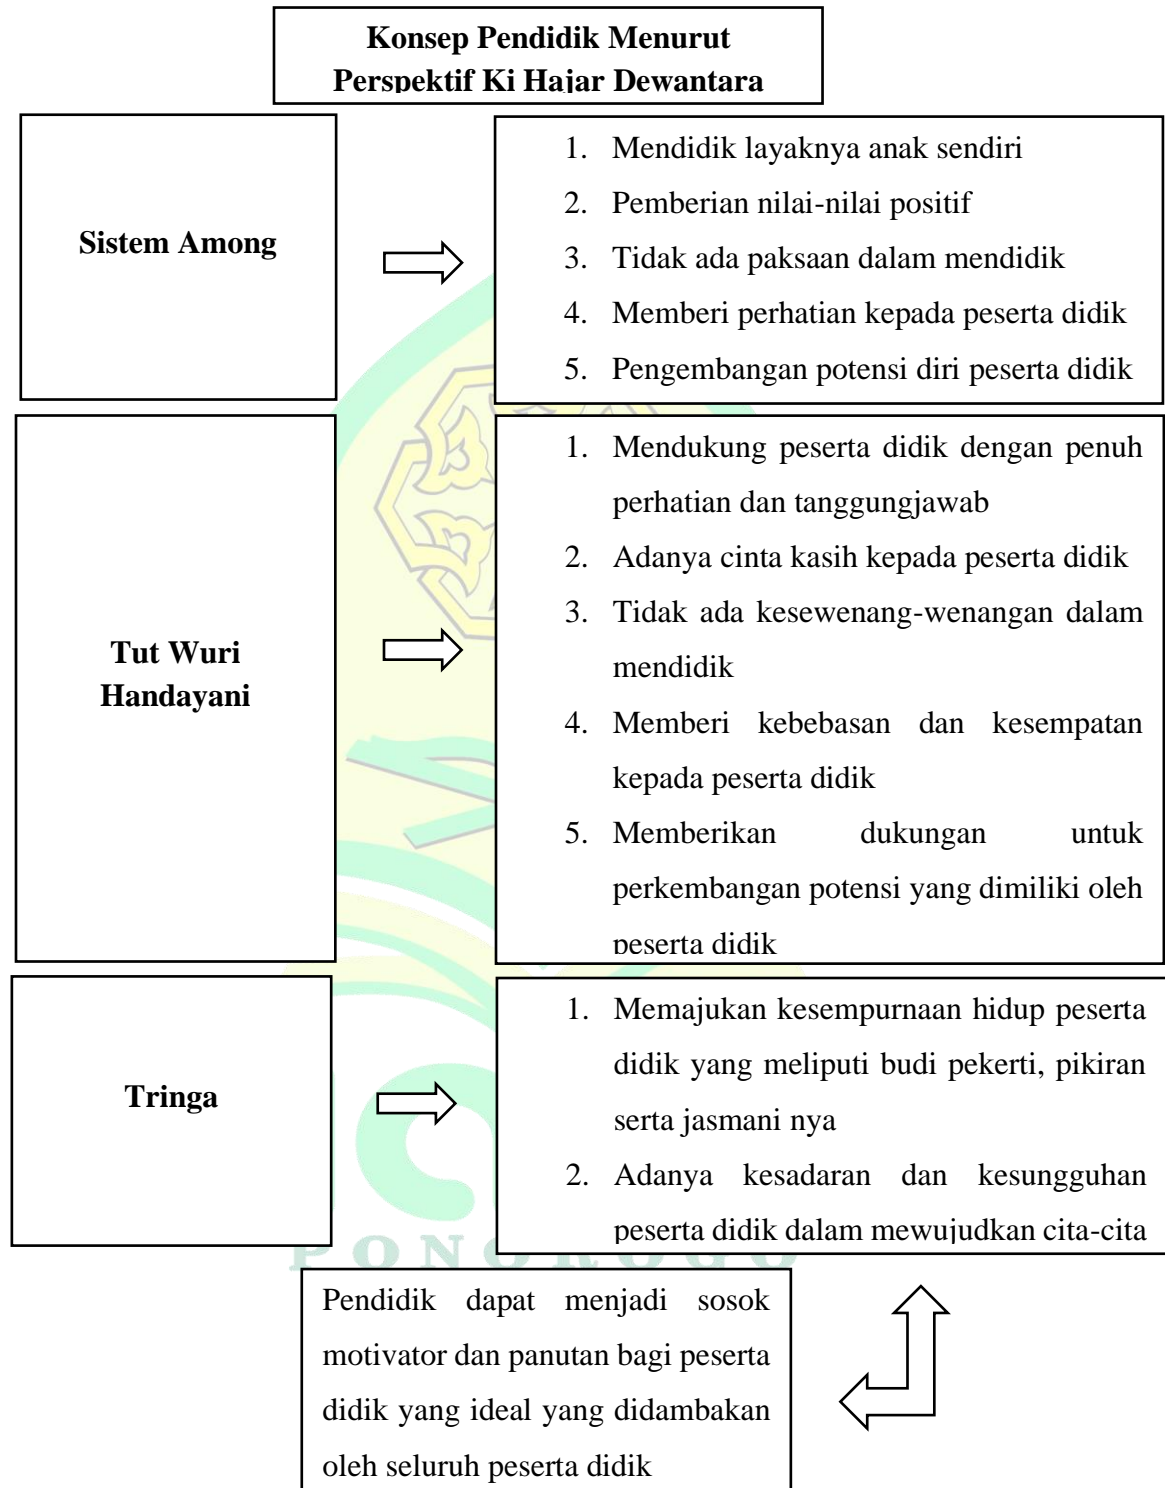 Konsep Pendidik Menurut
Perspektif Ki Hajar Dewantara
Sistem Among
1. Mendidik layaknya anak sendiri
2. Pemberian nilai-nilai positif
3. Tidak ada paksaan dalam mendidik
4. Memberi perhatian kepada peserta didik
5. Pengembangan potensi diri peserta didik
Tut Wuri
Handayani
1. Mendukung peserta didik dengan penuh
perhatian dan tanggungjawab
2. Adanya cinta kasih kepada peserta didik
3. Tidak ada kesewenang-wenangan dalam
mendidik
4. Memberi kebebasan dan kesempatan
kepada peserta didik
5. Memberikan dukungan untuk
perkembangan potensi yang dimiliki oleh
peserta didik
Tringa
1. Memajukan kesempurnaan hidup peserta
didik yang meliputi budi pekerti, pikiran
serta jasmani nya
2. Adanya kesadaran dan kesungguhan
peserta didik dalam mewujudkan cita-cita
PONOROGO
Pendidik dapat menjadi sosok
motivator dan panutan bagi peserta
didik yang ideal yang didambakan
oleh seluruh peserta didik